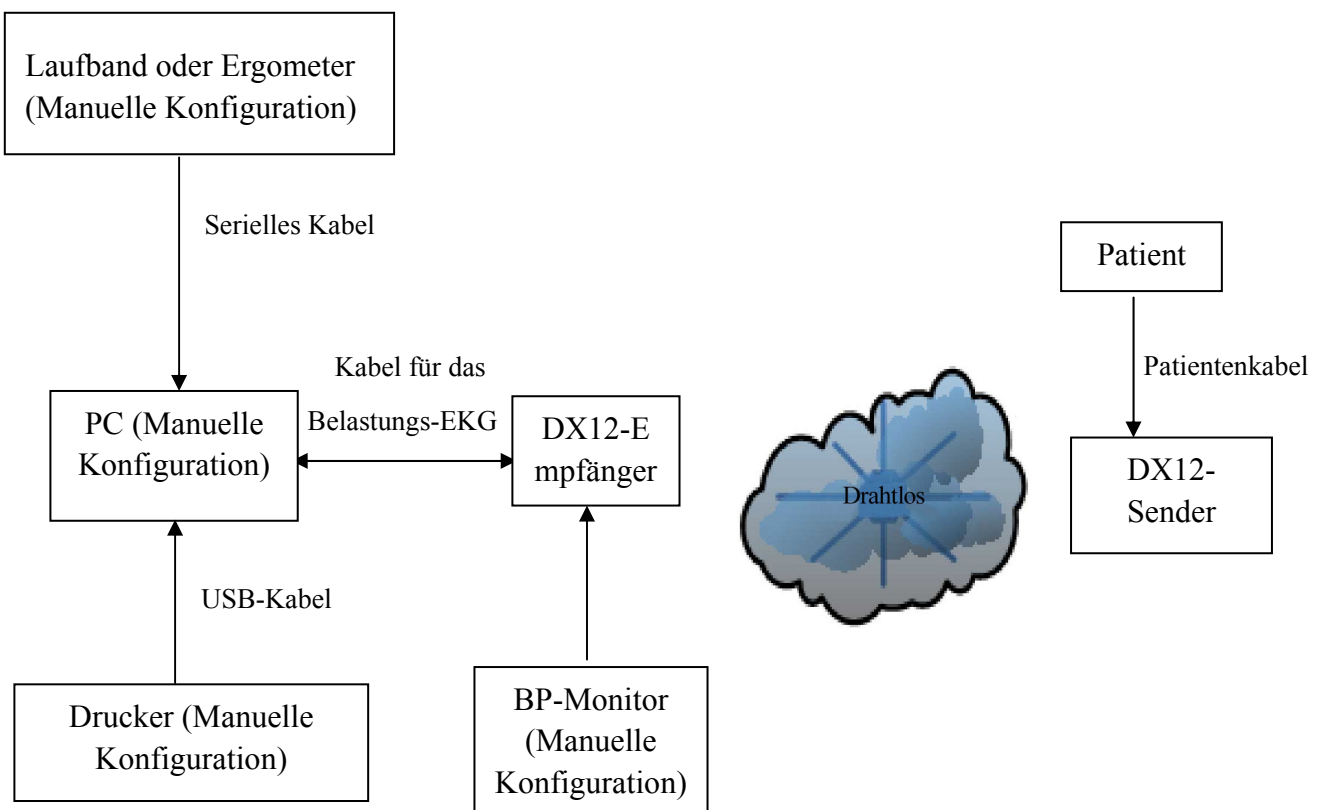 Laufband oder Ergometer
(Manuelle Konfiguration)
Serielles Kabel
Patient
Patientenkabel
Kabel für das
Belastungs-EKG
PC (Manuelle
Konfiguration)
DX12-E
mpfänger
Drahtlos
DX12-
Sender
USB-Kabel
Drucker (Manuelle
Konfiguration)
BP-Monitor
(Manuelle
Konfiguration)